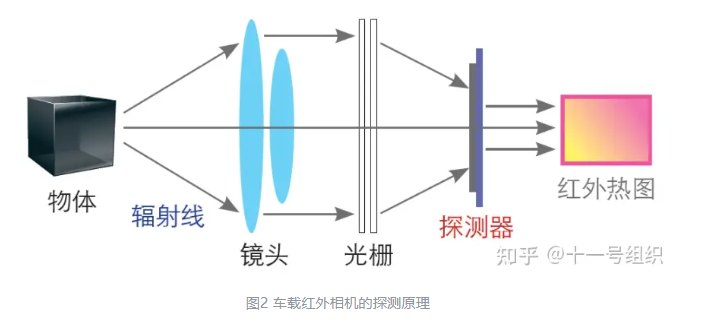 物体
辐射线
镜头
光栅
探测器
红外热图
知乎 @十一号组织
图2 车载红外相机的探测原理